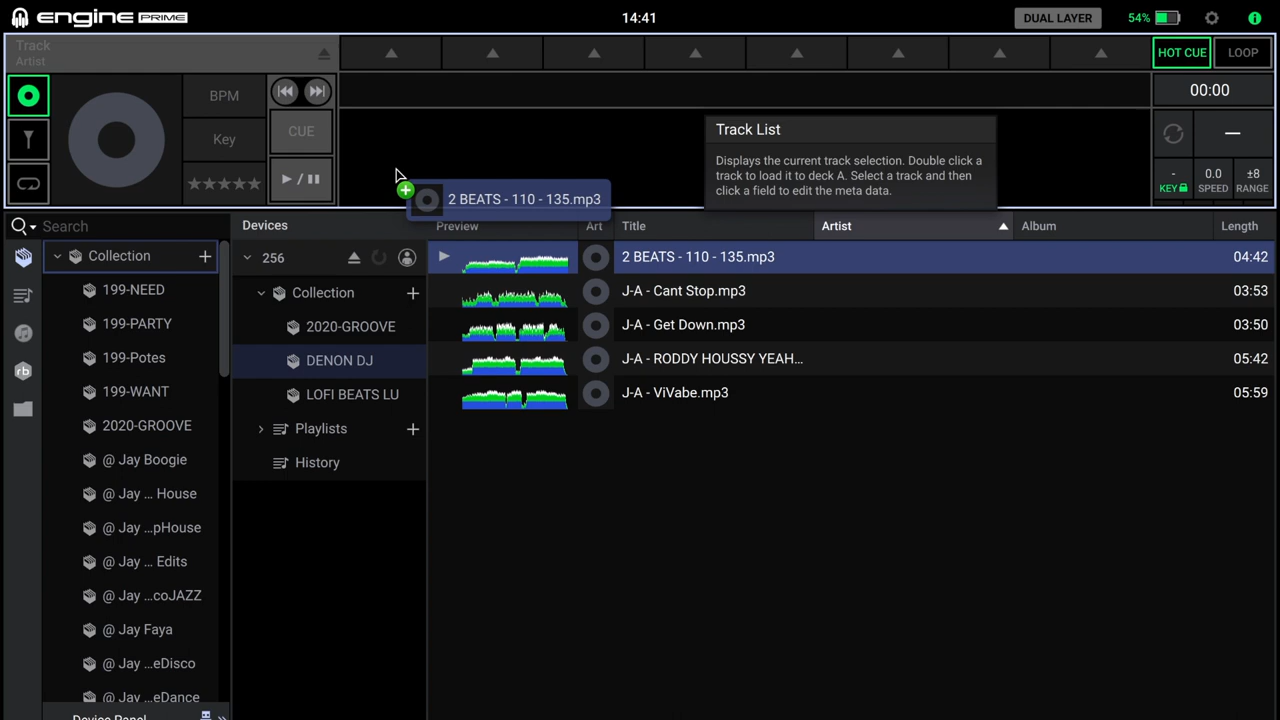 engine PRIME
14:41
DUAL LAYER
54%
Track
Artist
HOT CUE
LOOP
BPM
00:00
Key
CUE
—
-
KEY
0.0
SPEED
±8
RANGE
Track List
Displays the current track selection. Double click a
track to load it to deck A. Select a track and then
click a field to edit the meta data.
2 BEATS - 110 - 135.mp3
Search
Devices
Preview
Art
Title
Artist
Album
Length
Collection
199-NEED
199-PARTY
199-Potes
199-WANT
2020-GROOVE
@ Jay Boogie
@ Jay ... House
@ Jay ...pHouse
@ Jay ... Edits
@ Jay ...coJAZZ
@ Jay Faya
@ Jay ...eDisco
@ Jay ...eDance
Device Panel
rb
256
Collection
2020-GROOVE
DENON DJ
LOFI BEATS LU
Playlists
History
2 BEATS - 110 - 135.mp3
04:42
J-A - Cant Stop.mp3
03:53
J-A - Get Down.mp3
03:50
J-A - RODDY HOUSSY YEAH...
05:42
J-A - ViVabe.mp3
05:59